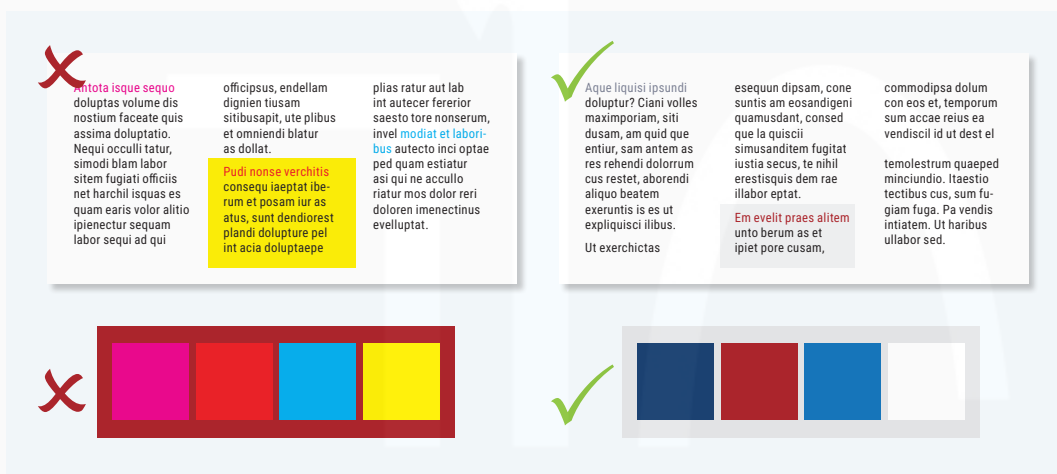 Antota isque sequo
doluptas volume dis
nostium faceate quis
assima doluptatio.
Nequi occulli tatur,
simodi blam labor
sitem fugiati officiis
net harchil isquas es
quam earis volor alitio
ipienectur sequam
labor sequi ad qui
officipsus, endellam
dignien tiusam
sitibusapit, ute plibus
et omniendi blatur
as dollat.
Pudi nonse verchitis
consequ iaeptat ibe-
rum et posam iur as
atus, sunt dendiorest
plandi dolupture pel
int acia doluptaepe
plias ratur aut lab
int autecer fererior
saesto tore nonserum,
invel modiat et labori-
bus autecto inci optae
ped quam estiatur
asi qui ne accullo
riatur mos dolor reri
doloren imenectinus
evelluptat.
Aque liquisi ipsundi
doluptur? Ciani volles
maximporiam, siti
dusam, am quid que
entiur, sam antem as
res rehendi dolorrum
cus restet, aborendi
aliquo beatem
exeruntis is es ut
expliquisci ilibus.
Ut exerchictas
esequun dipsam, cone
suntis am eosandigeni
quamusdant, consed
que la quiscii
simusanditem fugitat
iustia secus, te nihil
erestisquis dem rae
illabor eptat.
Em evelit praes alitem
unto berum as et
ipiet pore cusam,
commodipsa dolum
con eos et, temporum
sum accae reius ea
vendiscil id ut dest el
temolestrum quaeped
minciundio. Itaestio
tectibus cus, sum fu-
giam fuga. Pa vendis
intiatem. Ut haribus
ullabor sed.